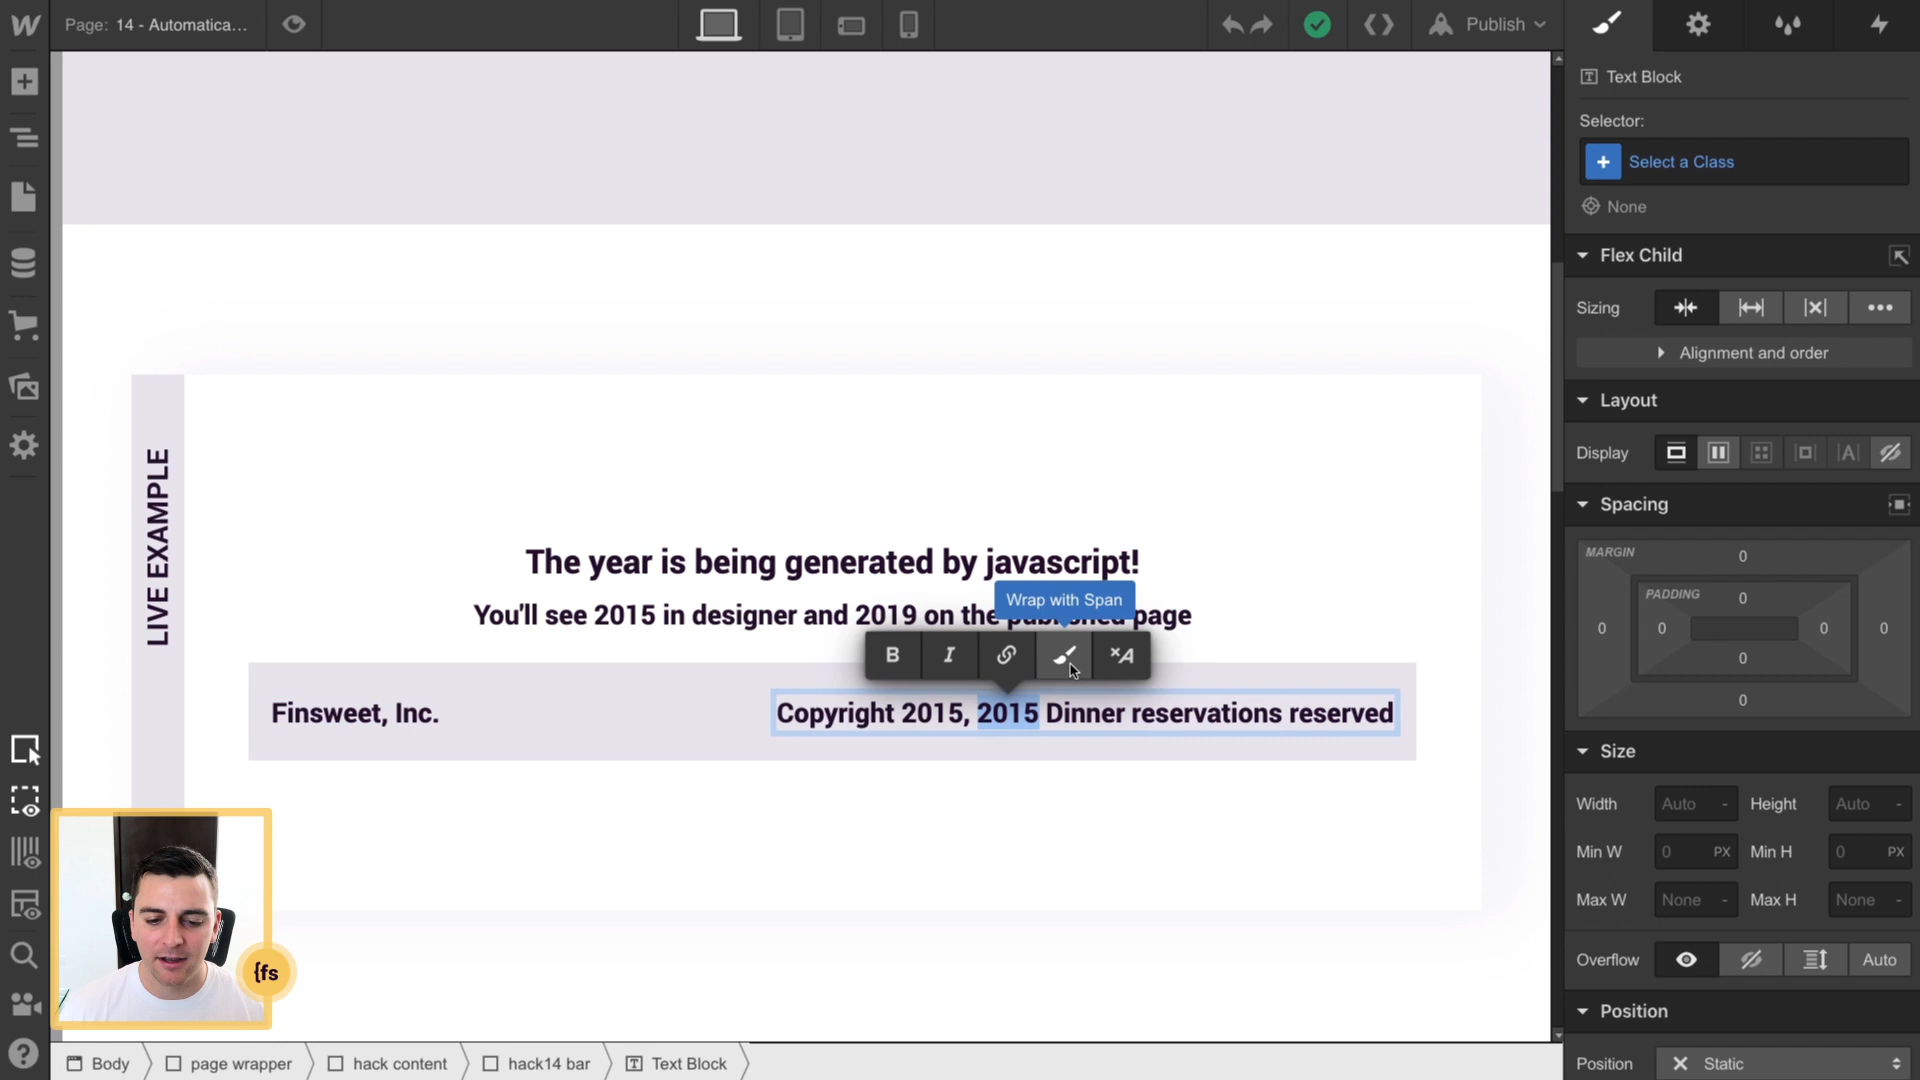 Page: 14 - Automatica...
Publish
Text Block
Selector:
+ Select a Class
None
Flex Child
Sizing
Alignment and order
Layout
Display
Spacing
MARGIN
0
PADDING
0
0 0 0 0
0
0
Size
Width Auto - Height Auto -
Min W 0 PX Min H 0 PX
Max W None - Max H None -
Overflow Auto
Position
Position Static
LIVE EXAMPLE
The year is being generated by javascript!
Wrap with Span
You'll see 2015 in designer and 2019 on the published page
B I
Finsweet, Inc.
Copyright 2015, 2015 Dinner reservations reserved
{fs
Body page wrapper hack content hack14 bar Text Block